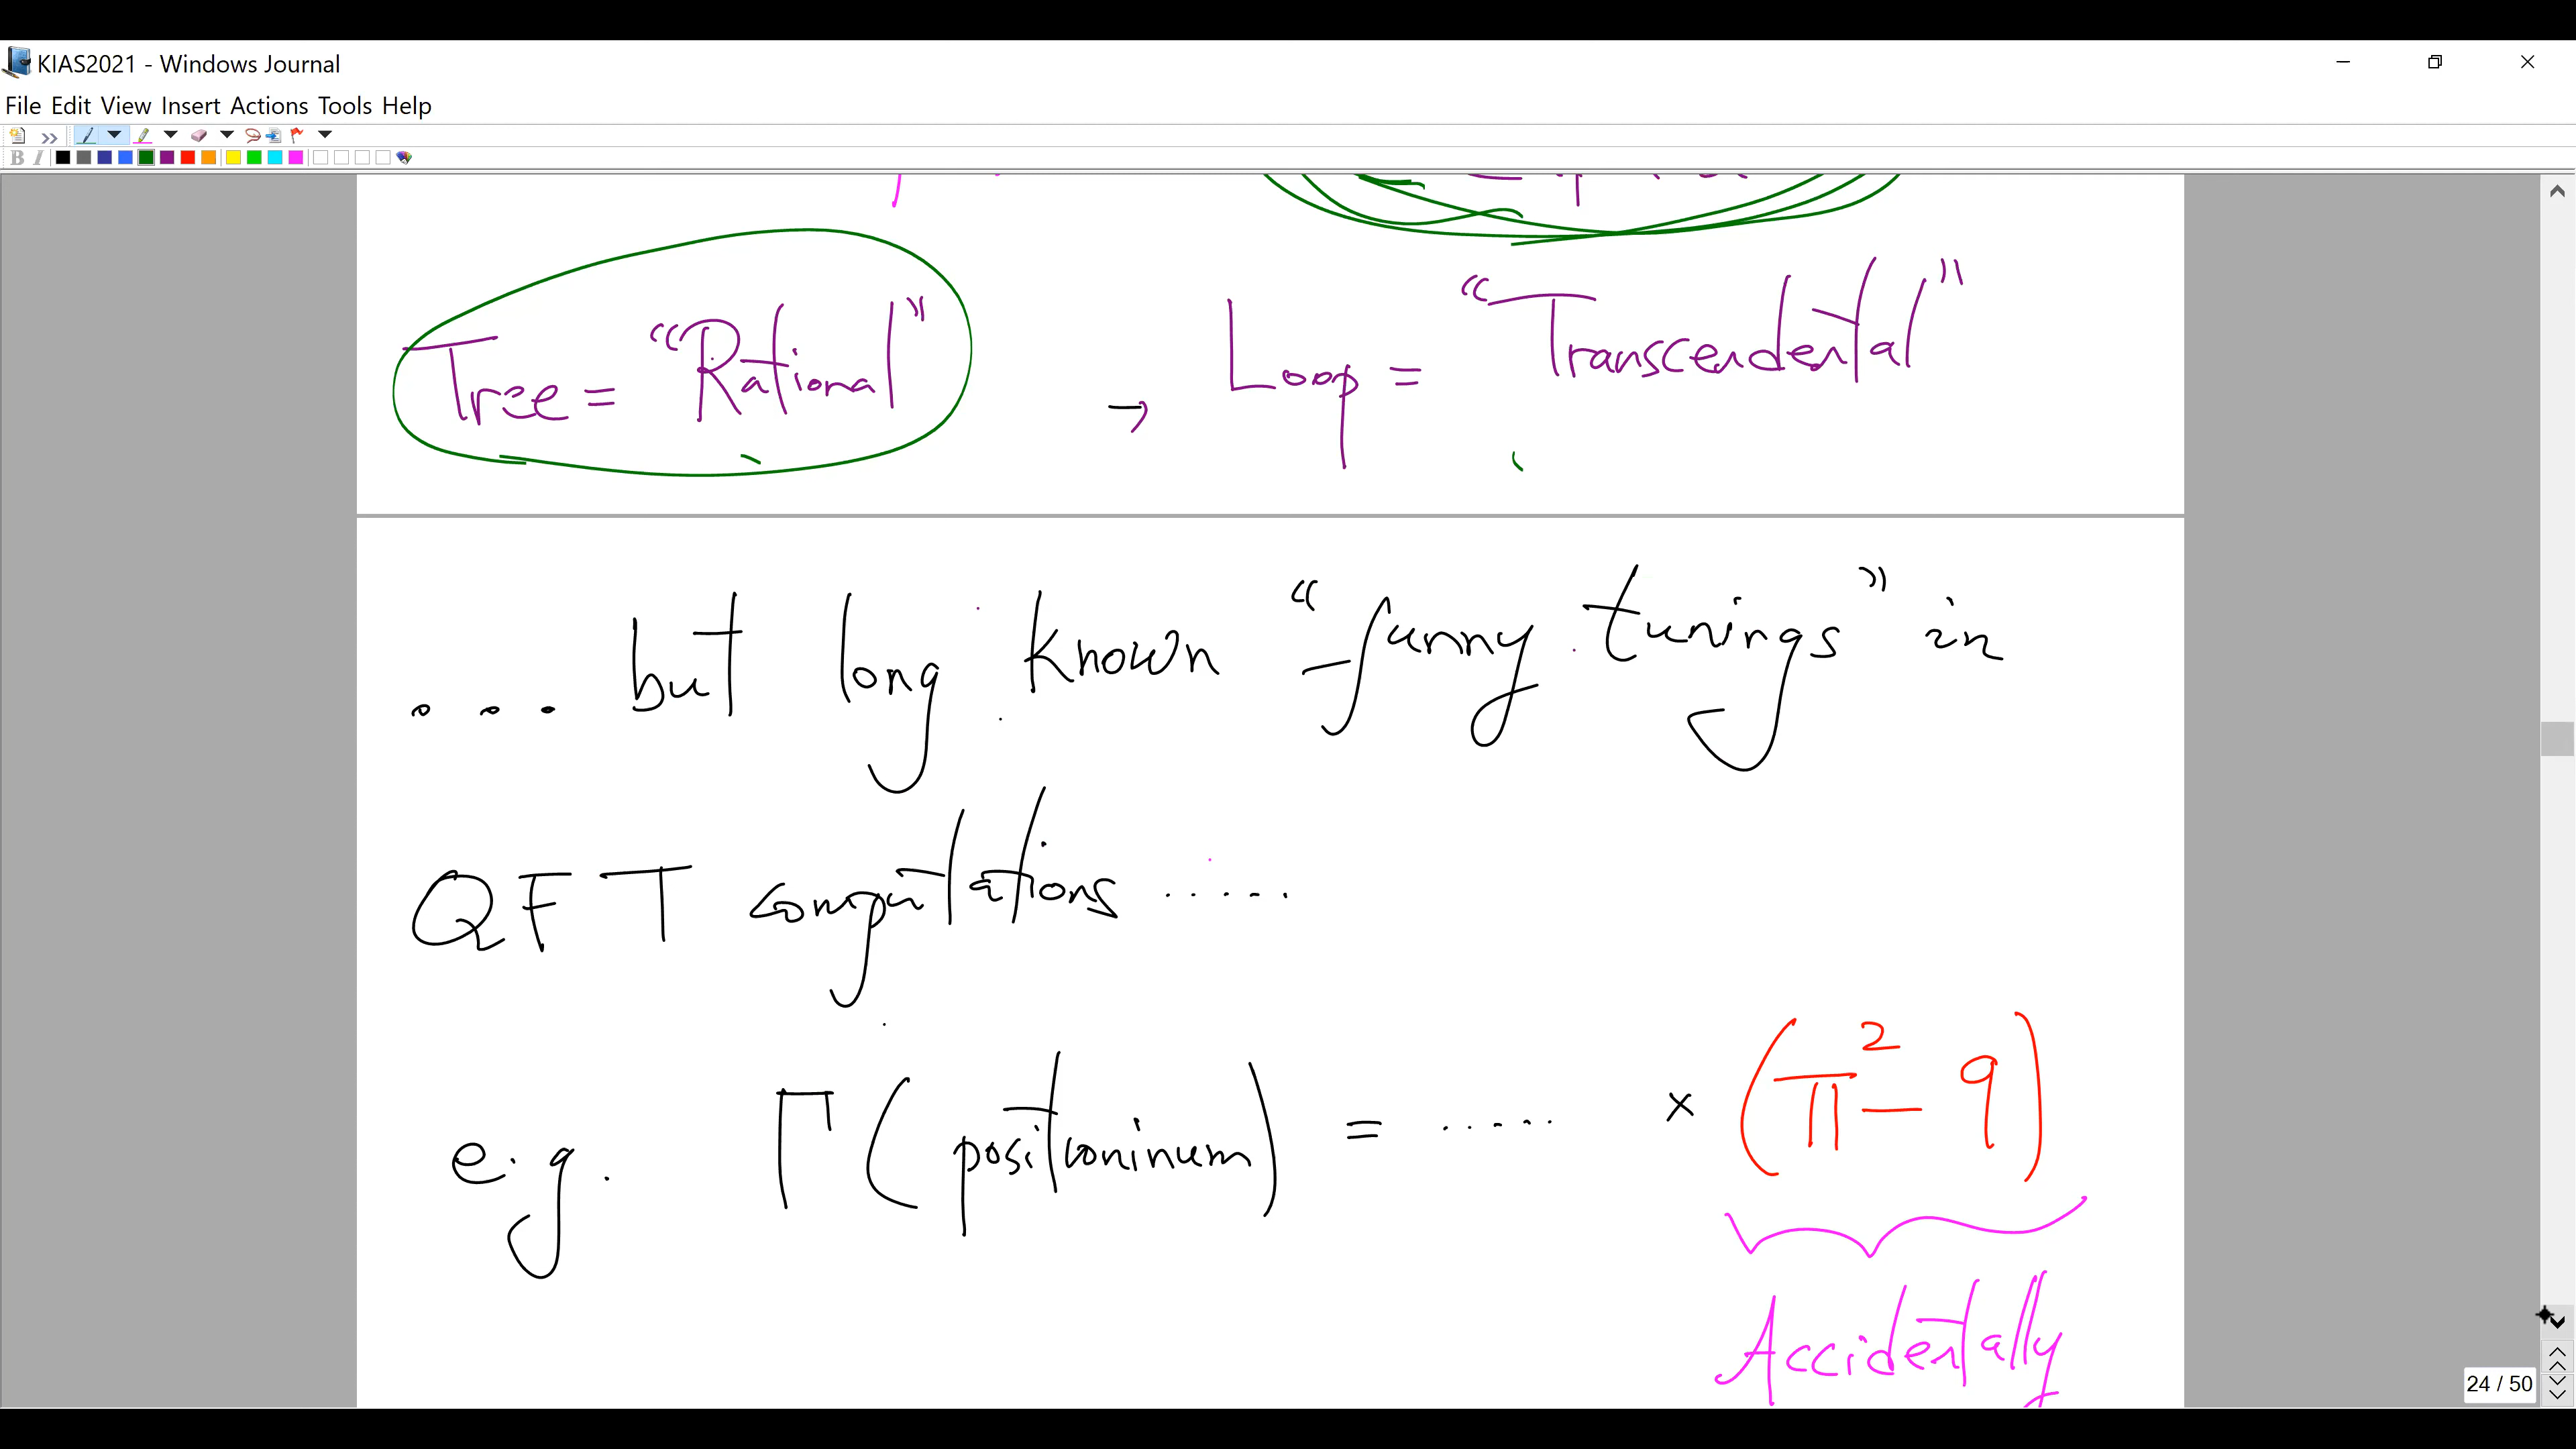 KIAS2021 - Windows Journal
File Edit View Insert Actions Tools Help
B I
Tree = "Rational" → Loop = "Transcendental"
... but long known "funny tunings" in
QFT computations .....
e.g. Γ(positroninum) = ..... × (π² - 9)
Accidentally
24 / 50